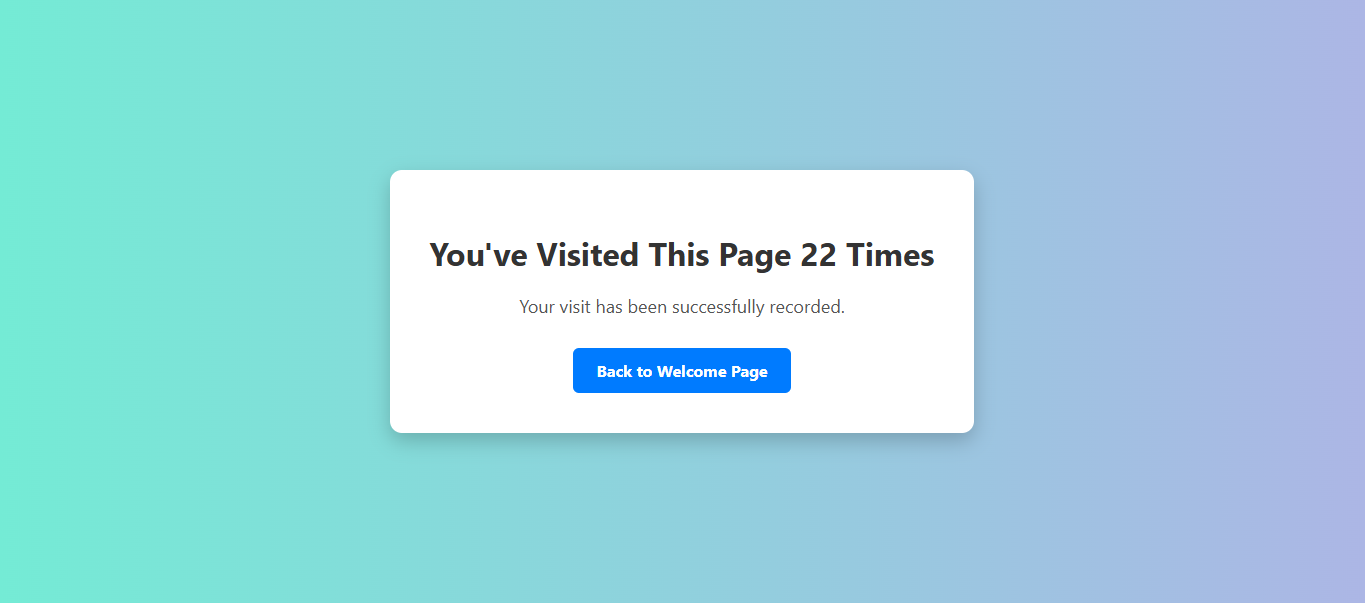 You've Visited This Page 22 Times
Your visit has been successfully recorded.
Back to Welcome Page